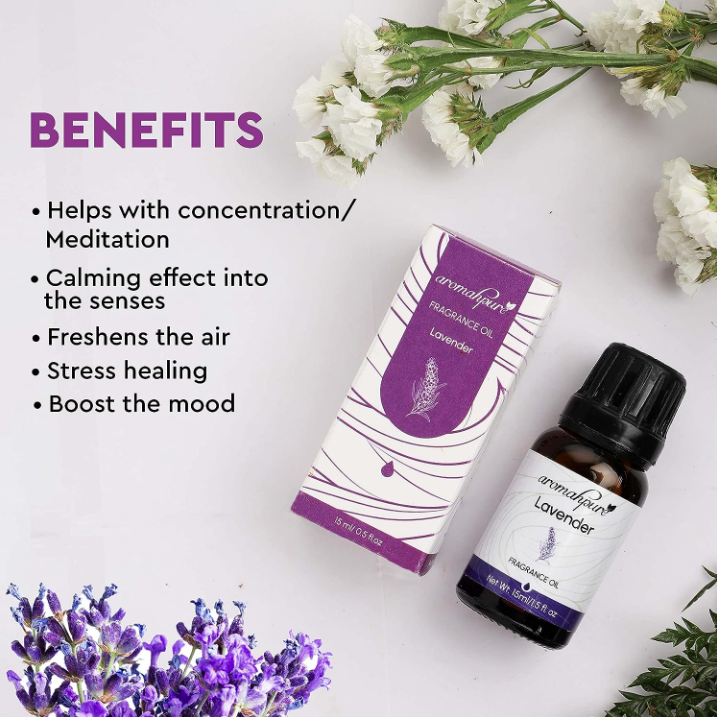 BENEFITS
• Helps with concentration/
Meditation
• Calming effect into
the senses
• Freshens the air
• Stress healing
• Boost the mood
aromahpure
FRAGRANCE OIL
Lavender
15 ml/ 0.5 fl.oz
aromahpure
Lavender
FRAGRANCE OIL
Net Wt. 15ml/1.5 fl oz